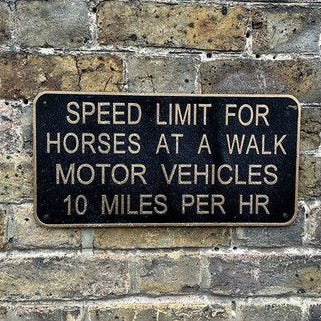 SPEED LIMIT FOR
HORSES AT A WALK
MOTOR VEHICLES
10 MILES PER HR